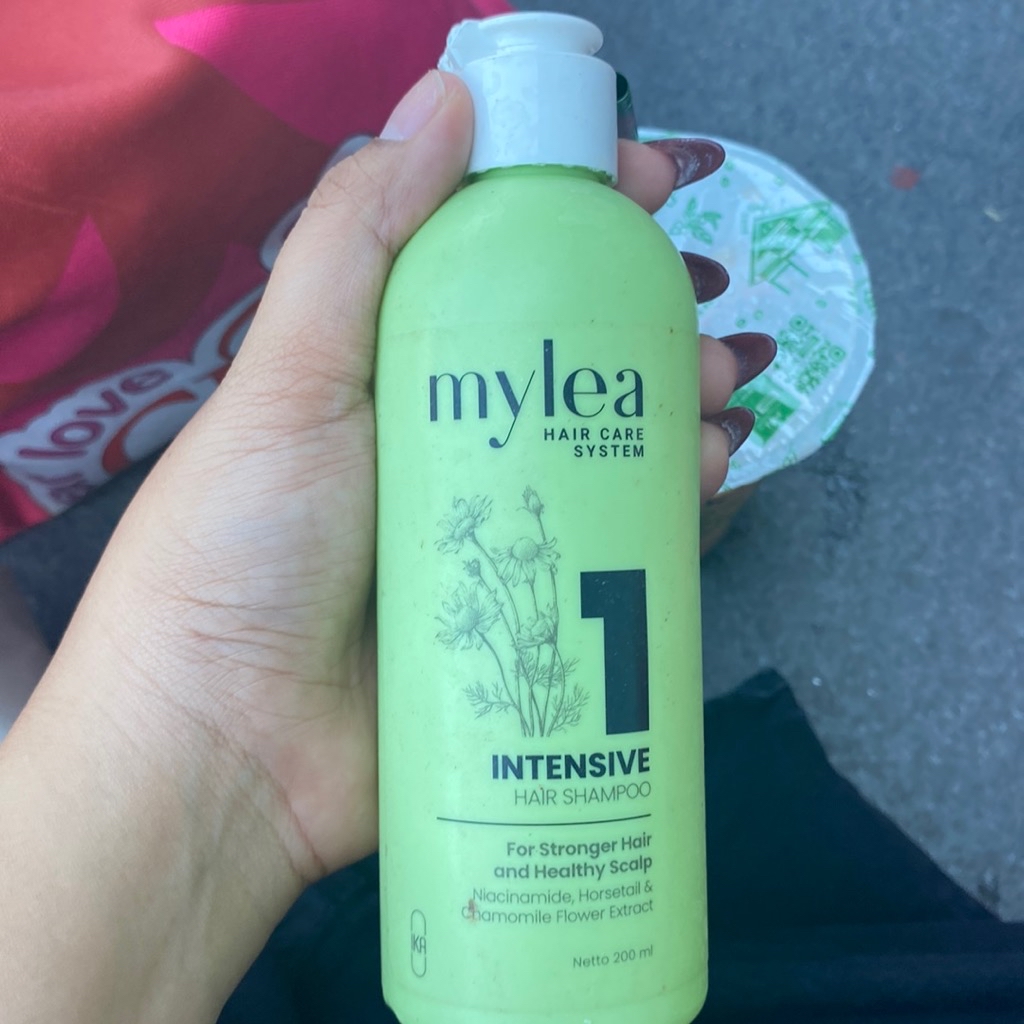 mylea
HAIR CARE
SYSTEM
1
INTENSIVE
HAIR SHAMPOO
For Stronger Hair
and Healthy Scalp
Niacinamide, Horsetail &
Chamomile Flower Extract
Netto 200 ml
love